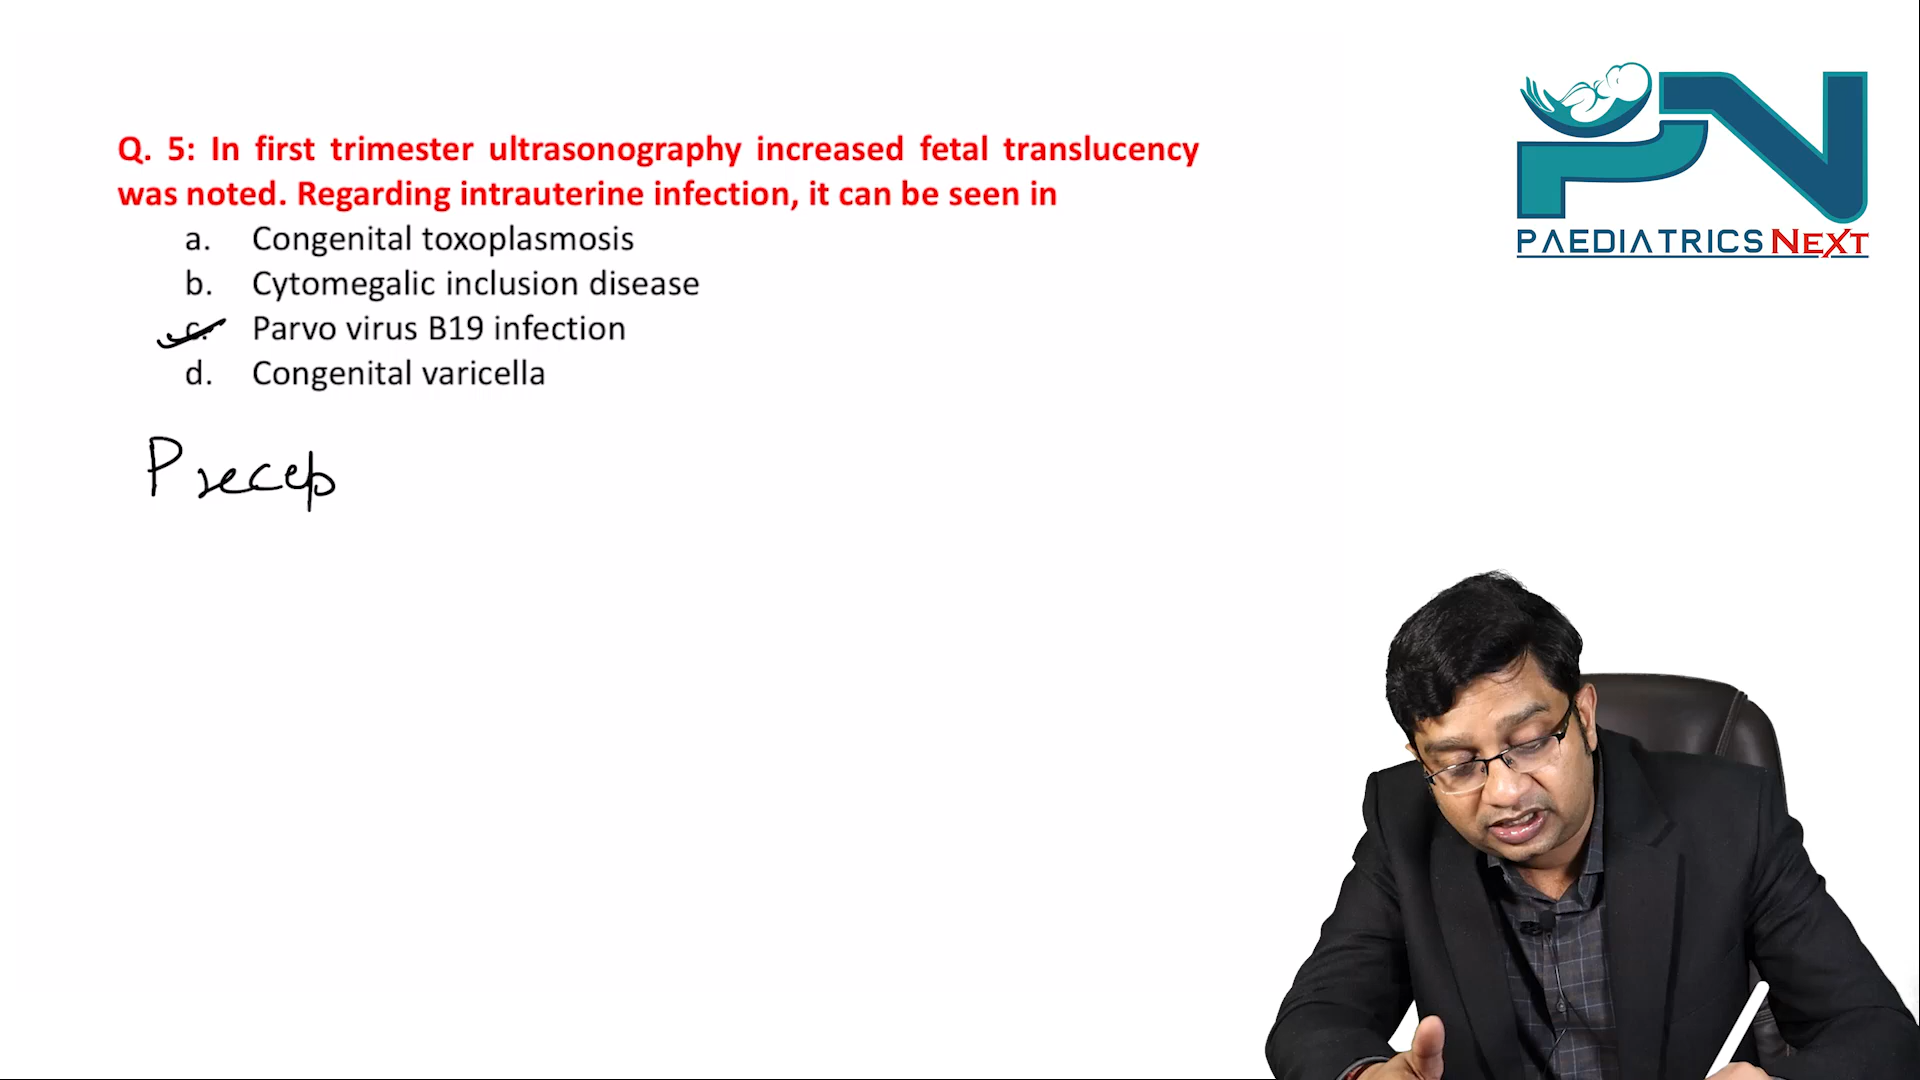 Q. 5: In first trimester ultrasonography increased fetal translucency
was noted. Regarding intrauterine infection, it can be seen in
a. Congenital toxoplasmosis
b. Cytomegalic inclusion disease
c. Parvo virus B19 infection
d. Congenital varicella
Precep
PN
PAEDIATRICS NEXT